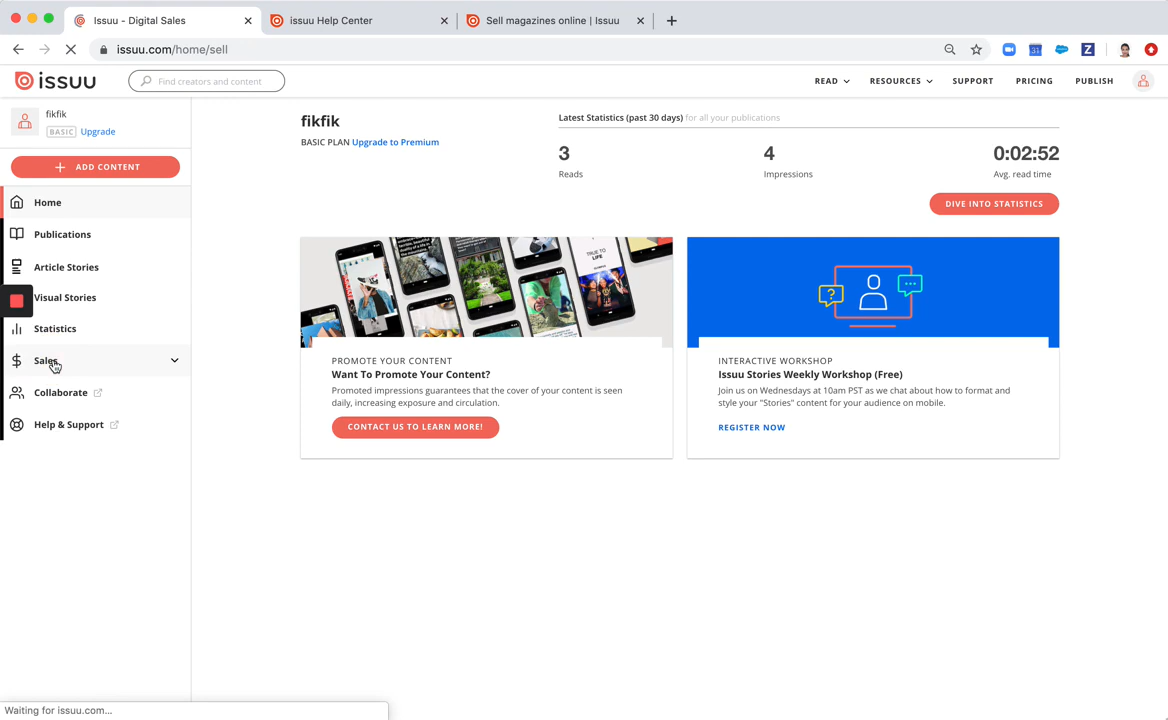 Issuu - Digital Sales
issuu Help Center
Sell magazines online | Issuu
issuu.com/home/sell
issuu
Find creators and content
READ
RESOURCES
SUPPORT
PRICING
PUBLISH
fikfik
BASIC Upgrade
ADD CONTENT
Home
Publications
Article Stories
Visual Stories
Statistics
Sales
Collaborate
Help & Support
fikfik
BASIC PLAN Upgrade to Premium
Latest Statistics (past 30 days) for all your publications
3
Reads
4
Impressions
0:02:52
Avg. read time
DIVE INTO STATISTICS
TRUE TO
LIFE
PROMOTE YOUR CONTENT
Want To Promote Your Content?
Promoted impressions guarantees that the cover of your content is seen
daily, increasing exposure and circulation.
CONTACT US TO LEARN MORE!
INTERACTIVE WORKSHOP
Issuu Stories Weekly Workshop (Free)
Join us on Wednesdays at 10am PST as we chat about how to format and
style your "Stories" content for your audience on mobile.
REGISTER NOW
Waiting for issuu.com...